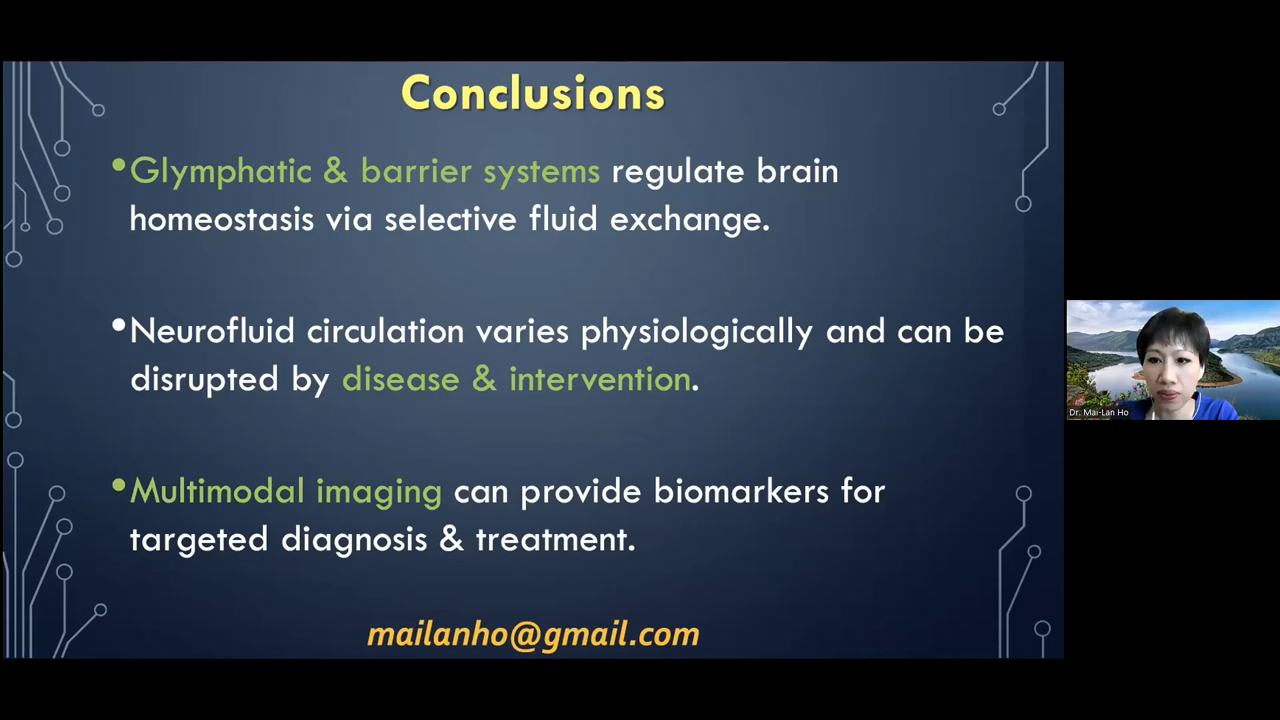 Conclusions
•Glymphatic & barrier systems regulate brain
homeostasis via selective fluid exchange.
•Neurofluid circulation varies physiologically and can be
disrupted by disease & intervention.
•Multimodal imaging can provide biomarkers for
targeted diagnosis & treatment.
mailanho@gmail.com
Dr. Mai-Lan Ho